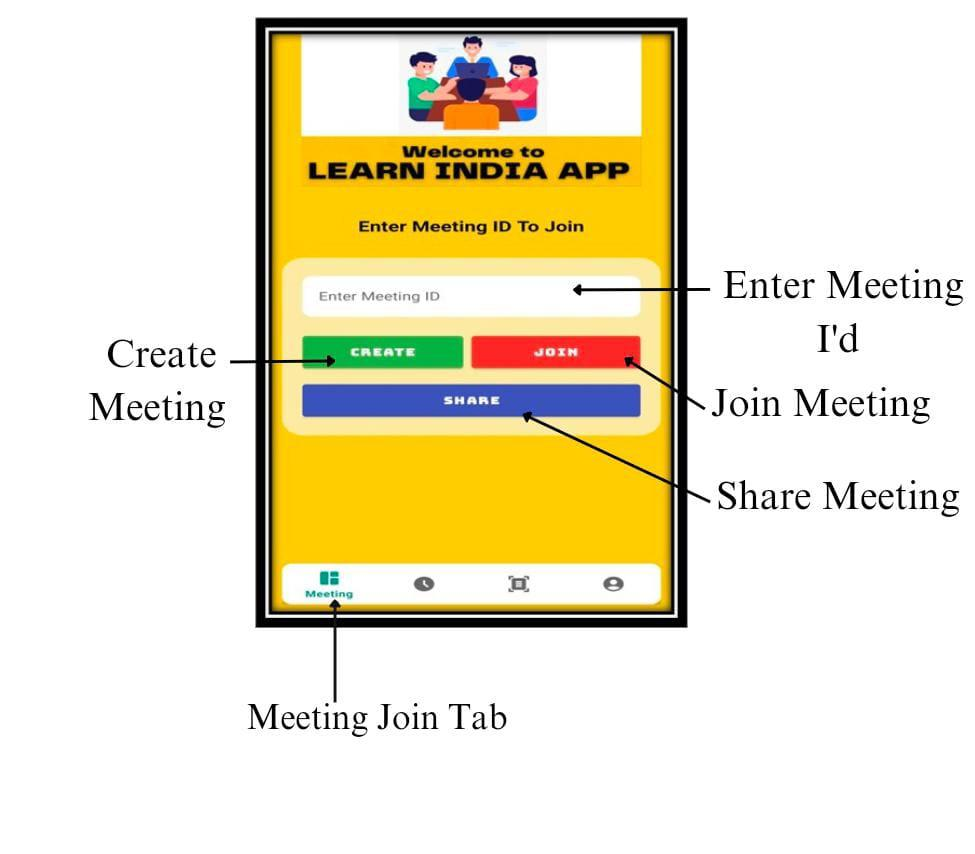 Welcome to
LEARN INDIA APP
Enter Meeting ID To Join
Enter Meeting ID
CREATE
JOIN
SHARE
Meeting
Create
Meeting
Enter Meeting
I'd
Join Meeting
Share Meeting
Meeting Join Tab